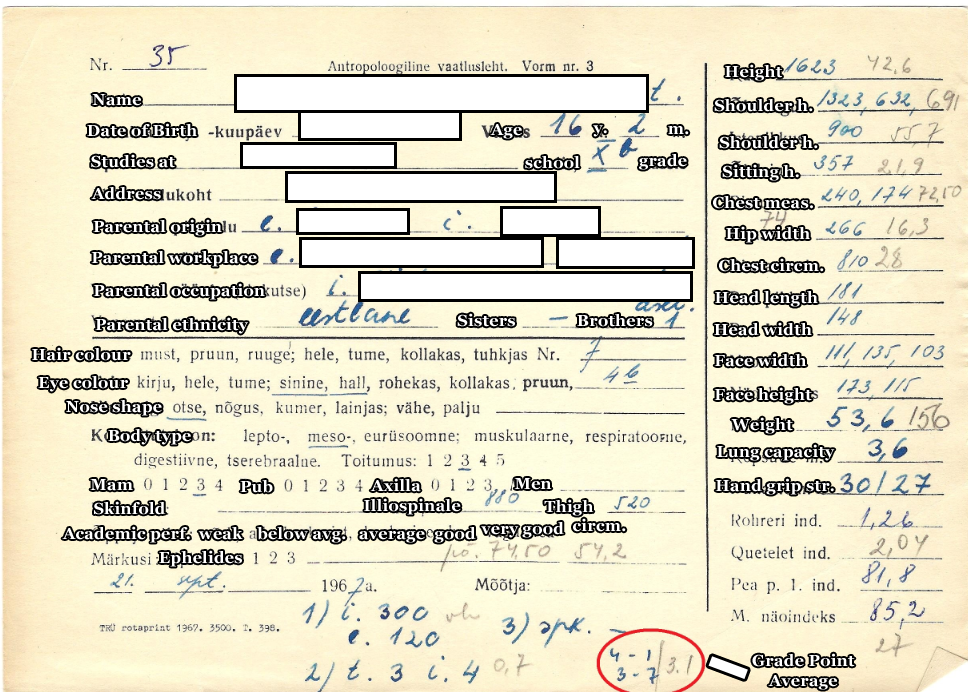 Nr. 35
Antropoloogiline vaatlusleht. Vorm nr. 3
Name t.
Date of Birth -kuupäev Age 16 y. 2 m.
Studies at school X b grade
Address lukoht
Parental origin lu e. i.
Parental workplace e.
Parental occupation kutse) i.
Parental ethnicity eestlane Sisters — Brothers 1
Hair colour must, pruun, ruuge; hele, tume, kollakas, tuhkjas Nr. 7
Eye colour kirju, hele, tume; sinine, hall, rohekas, kollakas, pruun, 4b
Nose shape otse, nõgus, kumer, lainjas; vähe, palju
K Body type on: lepto-, meso-, eurüsoomne; muskulaarne, respiratoorne,
digestiivne, tserebraalne. Toitumus: 1 2 3 4 5
Mam 0 1 2 3 4 Pub 0 1 2 3 4 Axilla 0 1 2 3 Men
Skinfold Illiospinale 880 Thigh 520
circm.
Academic perf. weak below avg. average good very good
Märkusi Ephelides 1 2 3 74.50 54,2
21. sept. 1967 a. Mõõtja:
TRÜ rotaprint 1967. 3500. T. 398.
1) i. 300
e. 120
2) t. 3 i. 4 0,7
3) spk. —
4 - 1
3 - 7
3.1
Grade Point
Average
Height 1623 42,6
Shoulder h. 1323, 632, 691
Shoulder h. 900 55,7
Sitting h. 357 21,9
Chest meas. 240, 174 72,50
74
Hip width 266 16,3
Chest circm. 810 28
Head length 181
Head width 148
Face width 111, 135, 103
Face height 173, 115
Weight 53,6 156
Lung capacity 3,6
Hand grip str. 30/27
Rohreri ind. 1,26
Quetelet ind. 2,04
Pea p. l. ind. 81,8
M. näoindeks 85,2
27